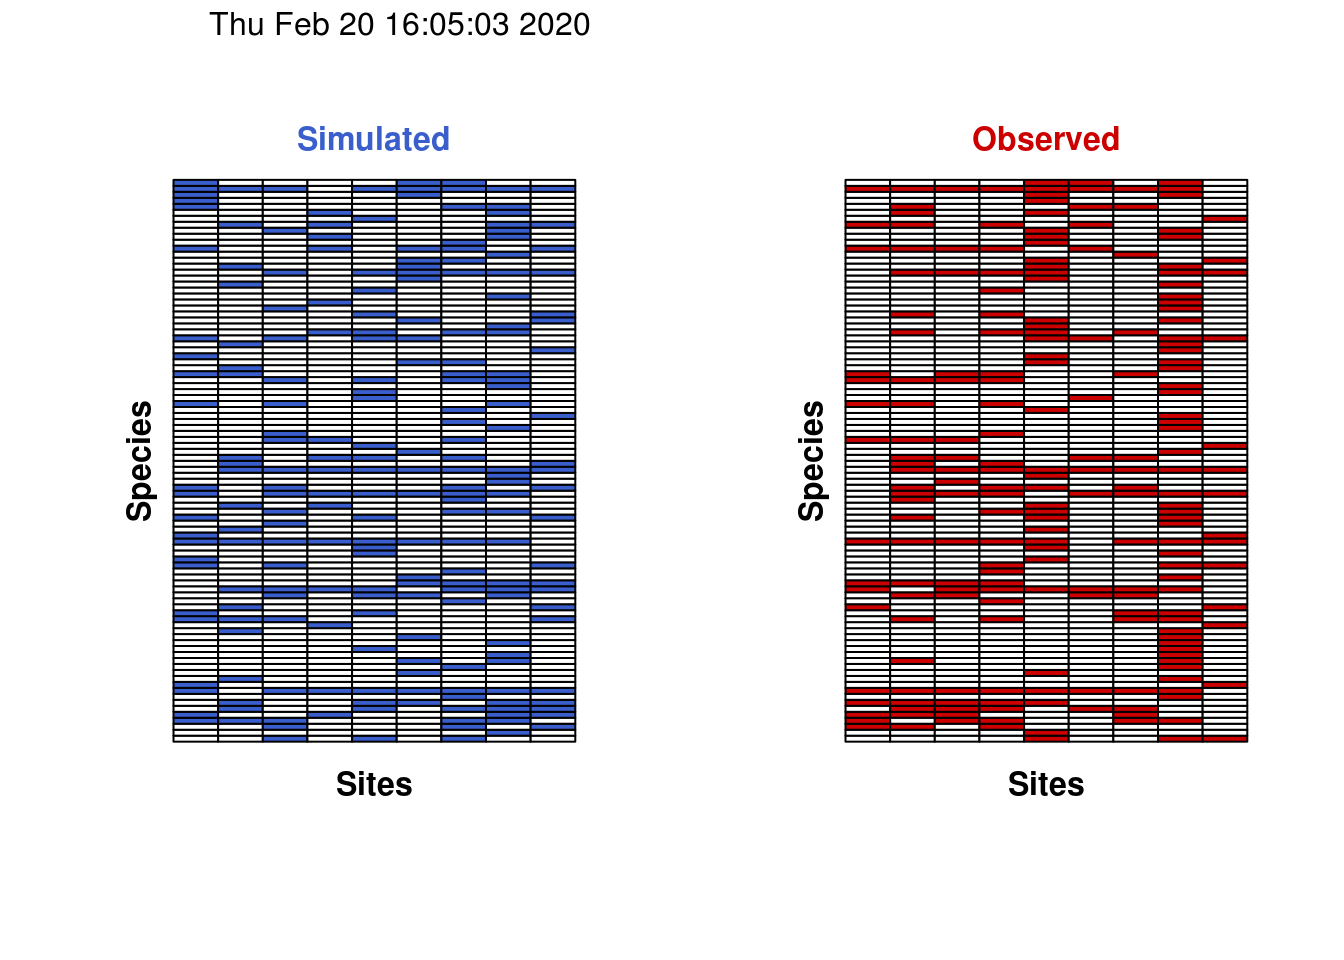 Thu Feb 20 16:05:03 2020
Simulated
Observed
Species
Species
Sites
Sites